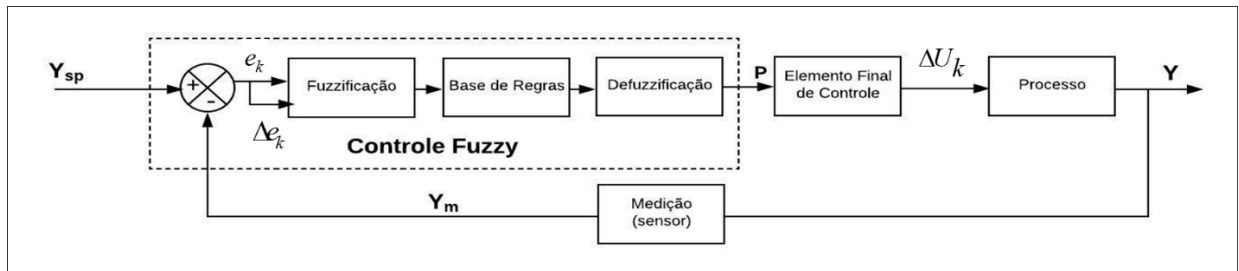 Y_sp
+
-
e_k
Δe_k
Fuzzificação
Base de Regras
Defuzzificação
Controle Fuzzy
P
Elemento Final
de Controle
ΔU_k
Processo
Y
Y_m
Medição
(sensor)